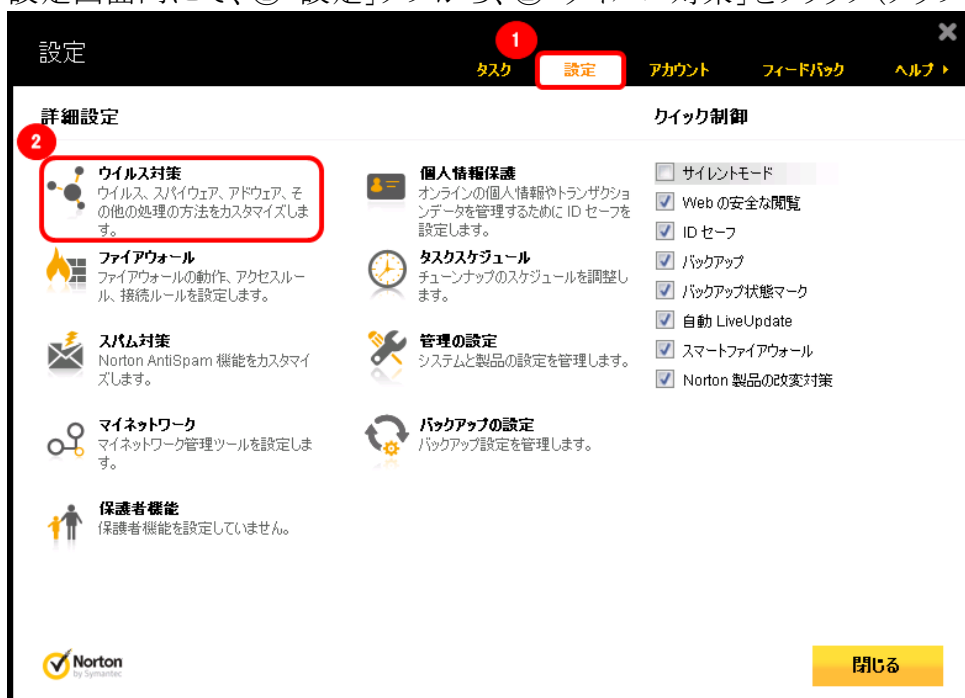 設定画面内にて、①「設定」タブから、②「ウイルス対策」をクリック(タップ
設定
1
タスク 設定 アカウント フィードバック ヘルプ
詳細設定
クイック制御
2
ウイルス対策
ウイルス、スパイウェア、アドウェア、そ
の他の処理の方法をカスタマイズしま
す。
個人情報保護
オンラインの個人情報やトランザクショ
ンデータを管理するために ID セーフを
設定します。
ファイアウォール
ファイアウォールの動作、アクセスルー
ル、接続ルールを設定します。
タスクスケジュール
チューンナップのスケジュールを調整し
ます。
スパム対策
Norton AntiSpam 機能をカスタマイ
ズします。
管理の設定
システムと製品の設定を管理します。
マイネットワーク
マイネットワーク管理ツールを設定しま
す。
バックアップの設定
バックアップ設定を管理します。
保護者機能
保護者機能を設定していません。
サイレントモード
Web の安全な閲覧
ID セーフ
バックアップ
バックアップ状態マーク
自動 LiveUpdate
スマートファイアウォール
Norton 製品の改変対策
Norton
by Symantec
閉じる